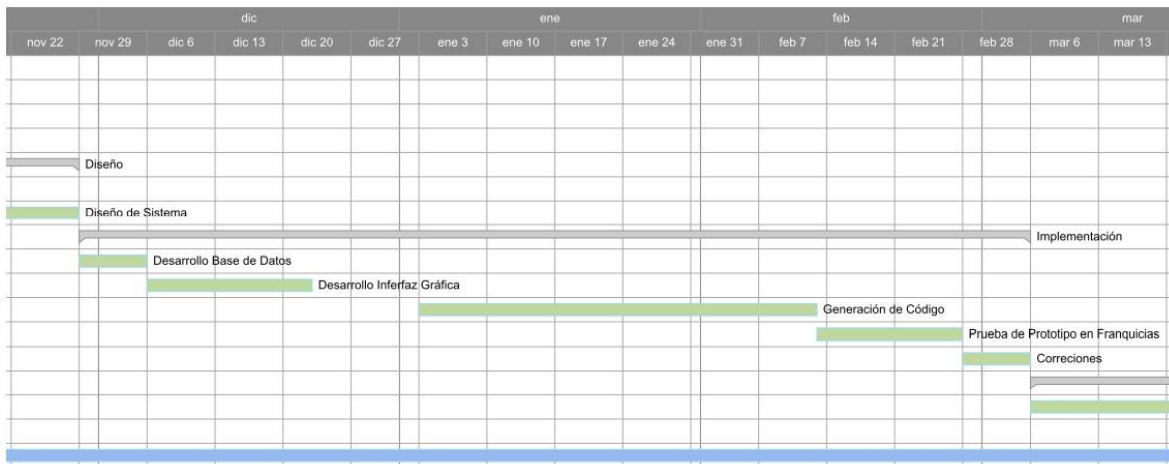 dic ene feb mar
nov 22 nov 29 dic 6 dic 13 dic 20 dic 27 ene 3 ene 10 ene 17 ene 24 ene 31 feb 7 feb 14 feb 21 feb 28 mar 6 mar 13
Diseño
Diseño de Sistema
Implementación
Desarrollo Base de Datos
Desarrollo Inferfaz Gráfica
Generación de Código
Prueba de Prototipo en Franquicias
Correciones